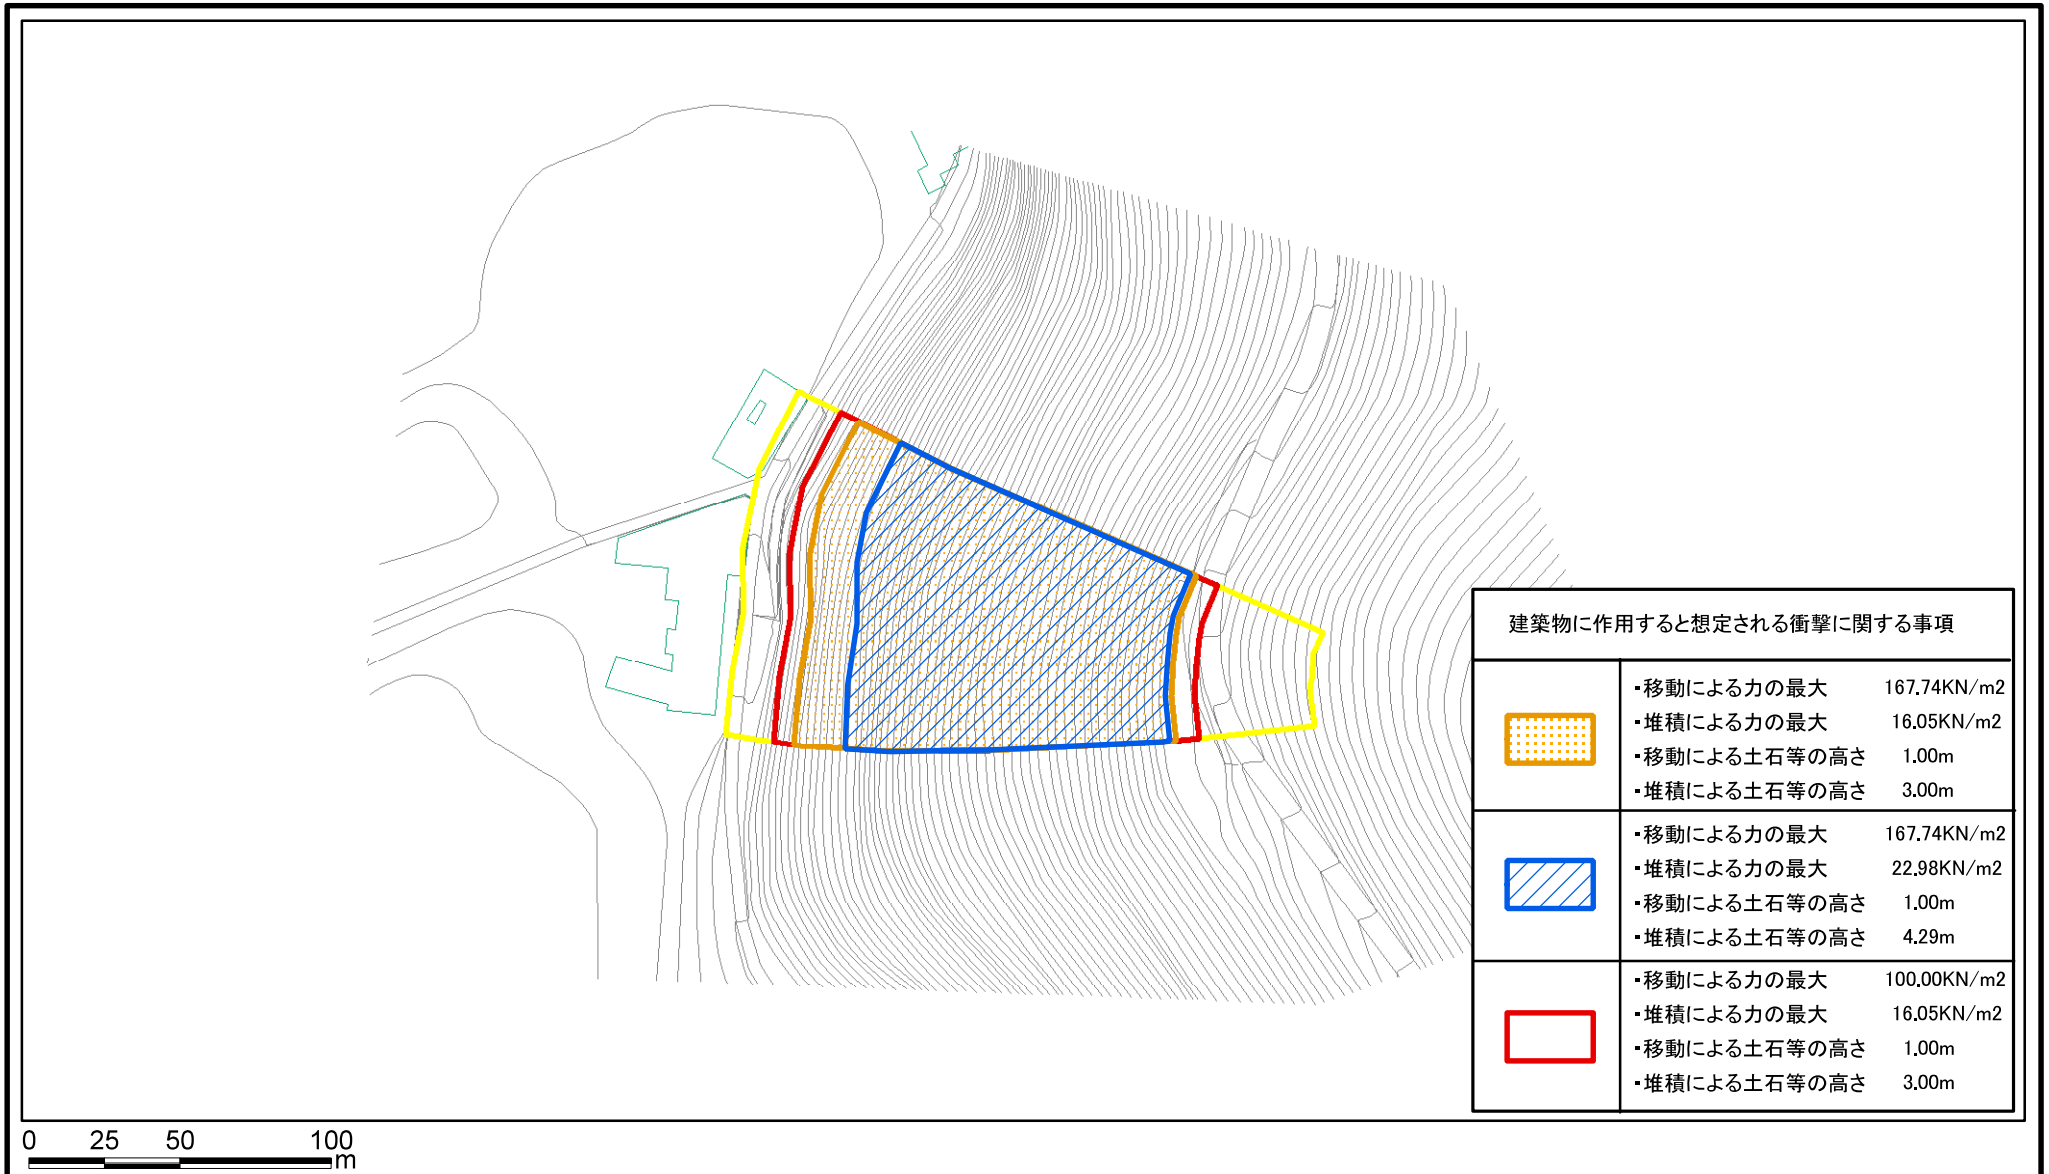 建築物に作用すると想定される衝撃に関する事項
・移動による力の最大 167.74KN/m2
・堆積による力の最大 16.05KN/m2
・移動による土石等の高さ 1.00m
・堆積による土石等の高さ 3.00m
・移動による力の最大 167.74KN/m2
・堆積による力の最大 22.98KN/m2
・移動による土石等の高さ 1.00m
・堆積による土石等の高さ 4.29m
・移動による力の最大 100.00KN/m2
・堆積による力の最大 16.05KN/m2
・移動による土石等の高さ 1.00m
・堆積による土石等の高さ 3.00m
0 25 50 100
m